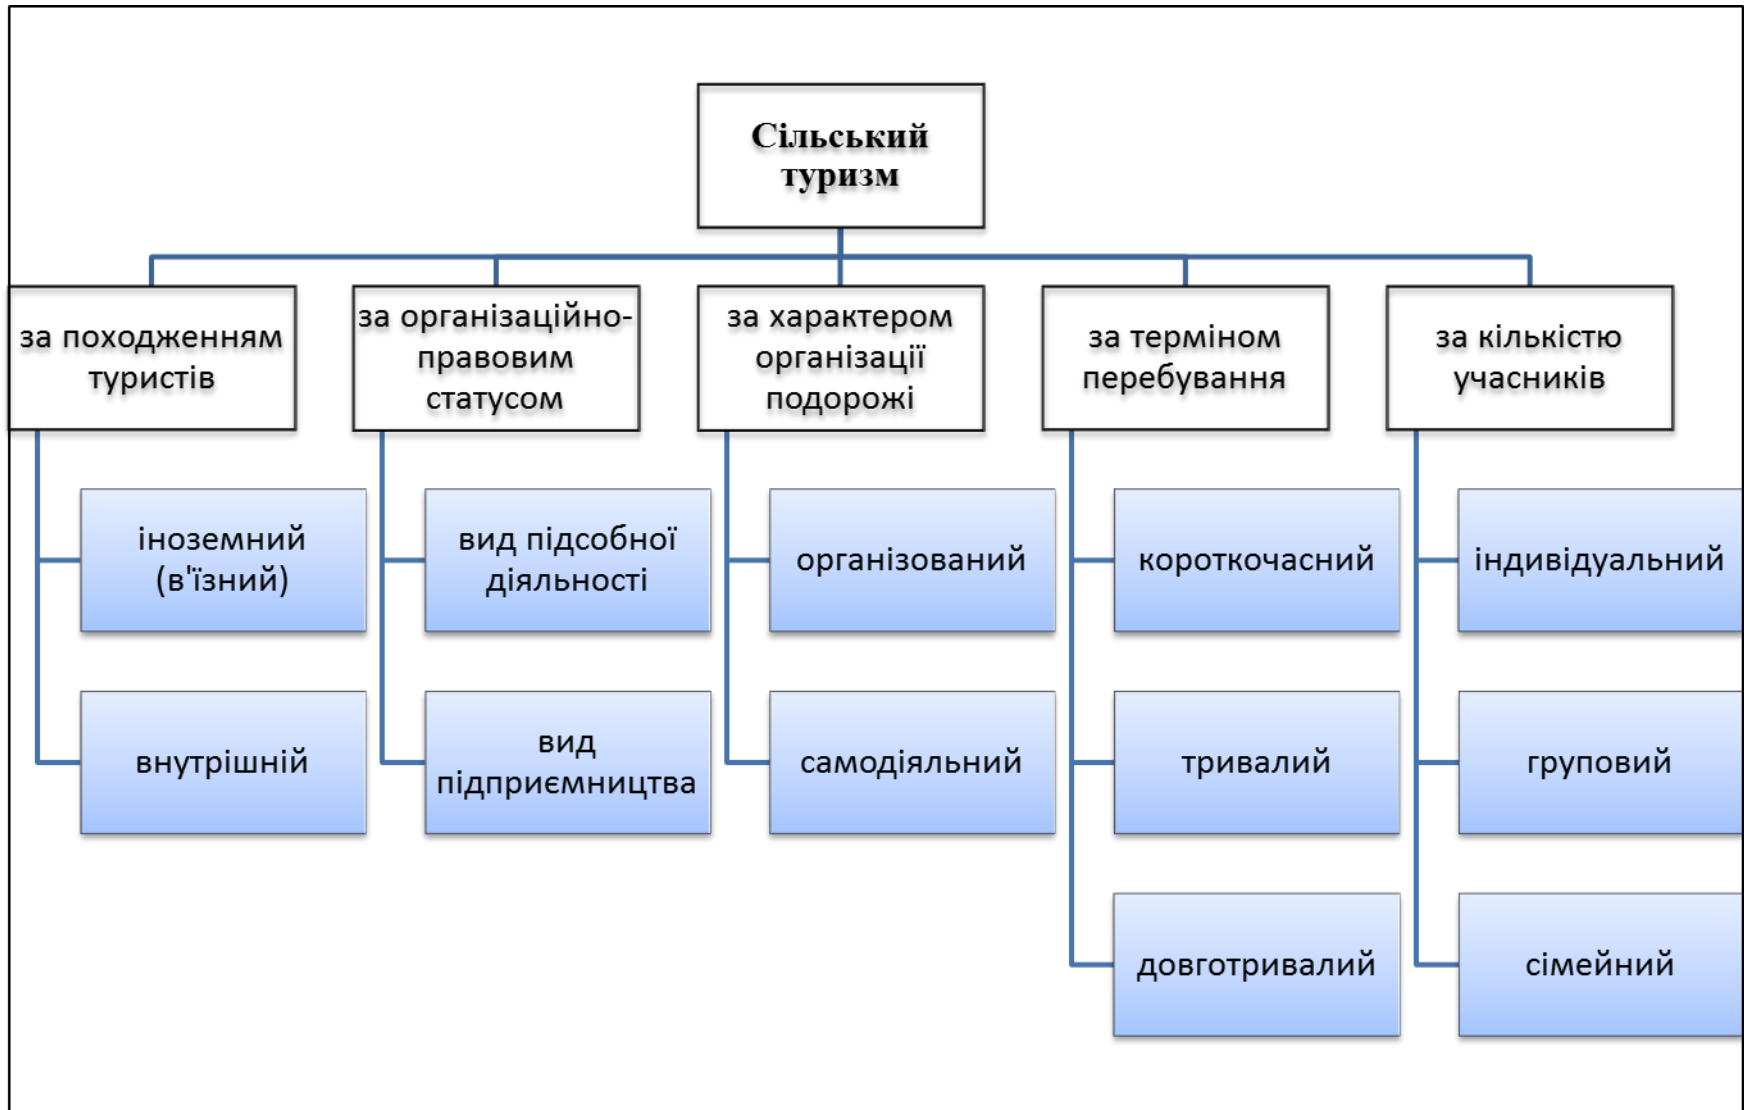 Сільський
туризм
за походженням
туристів
за організаційно-
правовим
статусом
за характером
організації
подорожі
за терміном
перебування
за кількістю
учасників
іноземний
(в'їзний)
вид підсобної
діяльності
організований
короткочасний
індивідуальний
внутрішній
вид
підприємництва
самодіяльний
тривалий
груповий
довготривалий
сімейний